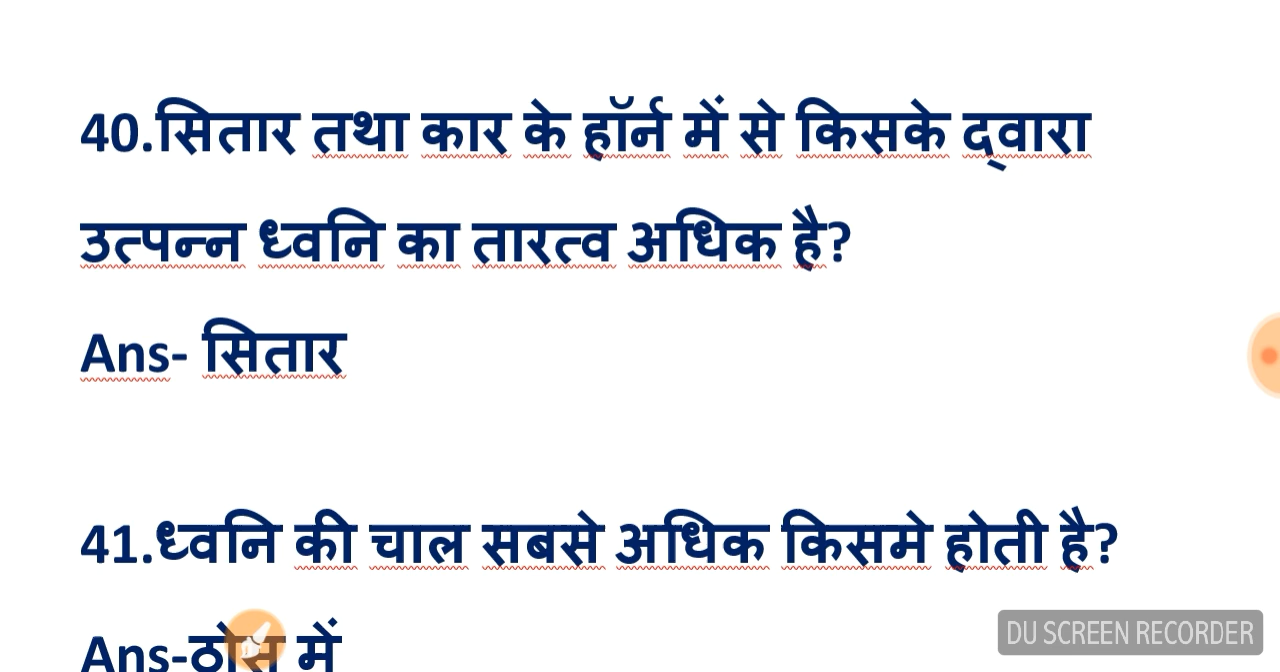 40.सितार तथा कार के हॉर्न में से किसके द्वारा
उत्पन्न ध्वनि का तारत्व अधिक है?
Ans- सितार
41.ध्वनि की चाल सबसे अधिक किसमे होती है?
Ans-ठोस में
DU SCREEN RECORDER